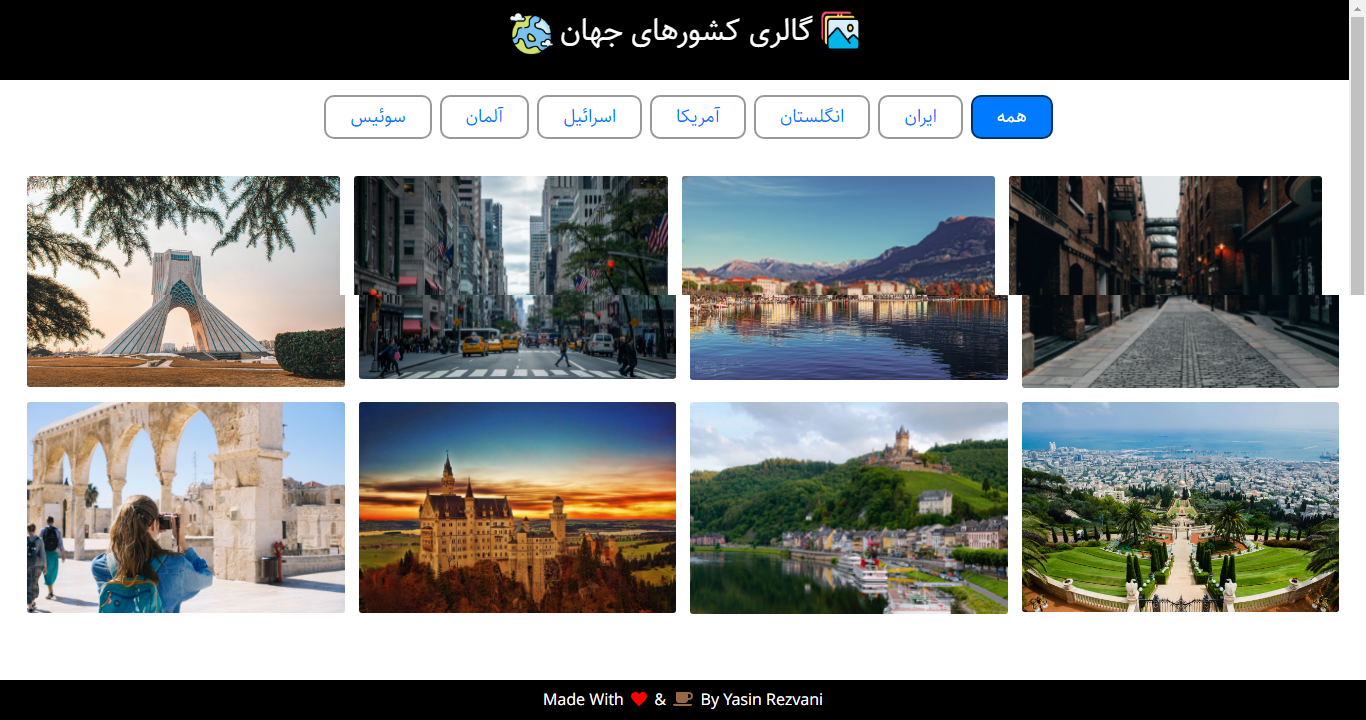 گالری کشورهای جهان
همه ایران انگلستان آمریکا اسرائیل آلمان سوئیس
Made With & By Yasin Rezvani